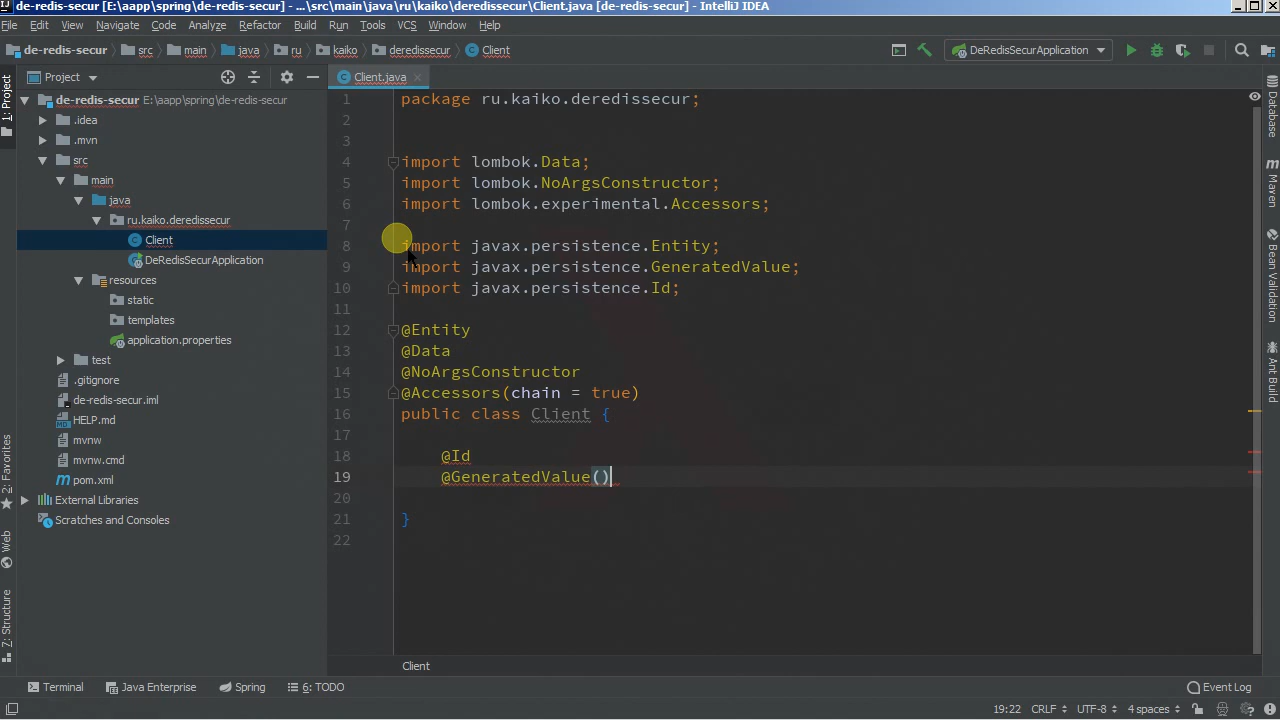 de-redis-secur [E:\aapp\spring\de-redis-secur] - ...\src\main\java\ru\kaiko\deredissecur\Client.java [de-redis-secur] - IntelliJ IDEA
File Edit View Navigate Code Analyze Refactor Build Run Tools VCS Window Help
de-redis-secur src main java ru kaiko deredissecur Client DeRedisSecurApplication
Project
Client.java
1: Project
de-redis-secur E:\aapp\spring\de-redis-secur
.idea
.mvn
src
main
java
ru.kaiko.deredissecur
Client
DeRedisSecurApplication
resources
static
templates
application.properties
test
.gitignore
de-redis-secur.iml
HELP.md
mvnw
mvnw.cmd
pom.xml
External Libraries
Scratches and Consoles
2: Favorites
Web
7: Structure
1 package ru.kaiko.deredissecur;
2
3
4 import lombok.Data;
5 import lombok.NoArgsConstructor;
6 import lombok.experimental.Accessors;
7
8 import javax.persistence.Entity;
9 import javax.persistence.GeneratedValue;
10 import javax.persistence.Id;
11
12 @Entity
13 @Data
14 @NoArgsConstructor
15 @Accessors(chain = true)
16 public class Client {
17
18 @Id
19 @GeneratedValue()
20
21 }
22
Client
Database
Maven
Bean Validation
Ant Build
Terminal Java Enterprise Spring 6: TODO Event Log
19:22 CRLF UTF-8 4 spaces